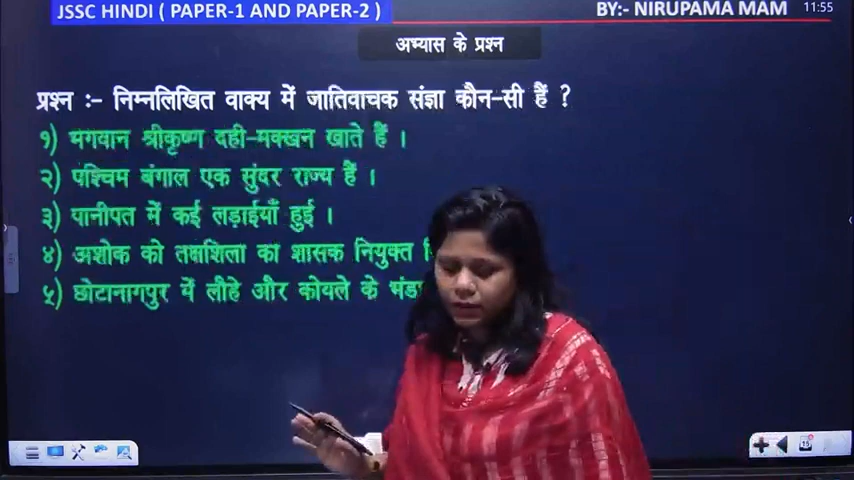 JSSC HINDI ( PAPER-1 AND PAPER-2 )
BY:- NIRUPAMA MAM
11:55
अभ्यास के प्रश्न
प्रश्न :- निम्नलिखित वाक्य में जातिवाचक संज्ञा कौन-सी हैं ?
१) भगवान श्रीकृष्ण दही-मक्खन खाते हैं ।
२) पश्चिम बंगाल एक सुंदर राज्य हैं ।
३) पानीपत में कई लड़ाईयाँ हुई ।
४) अशोक को तक्षशिला का शासक नियुक्त
५) छोटानागपुर में लौहे और कोयले के